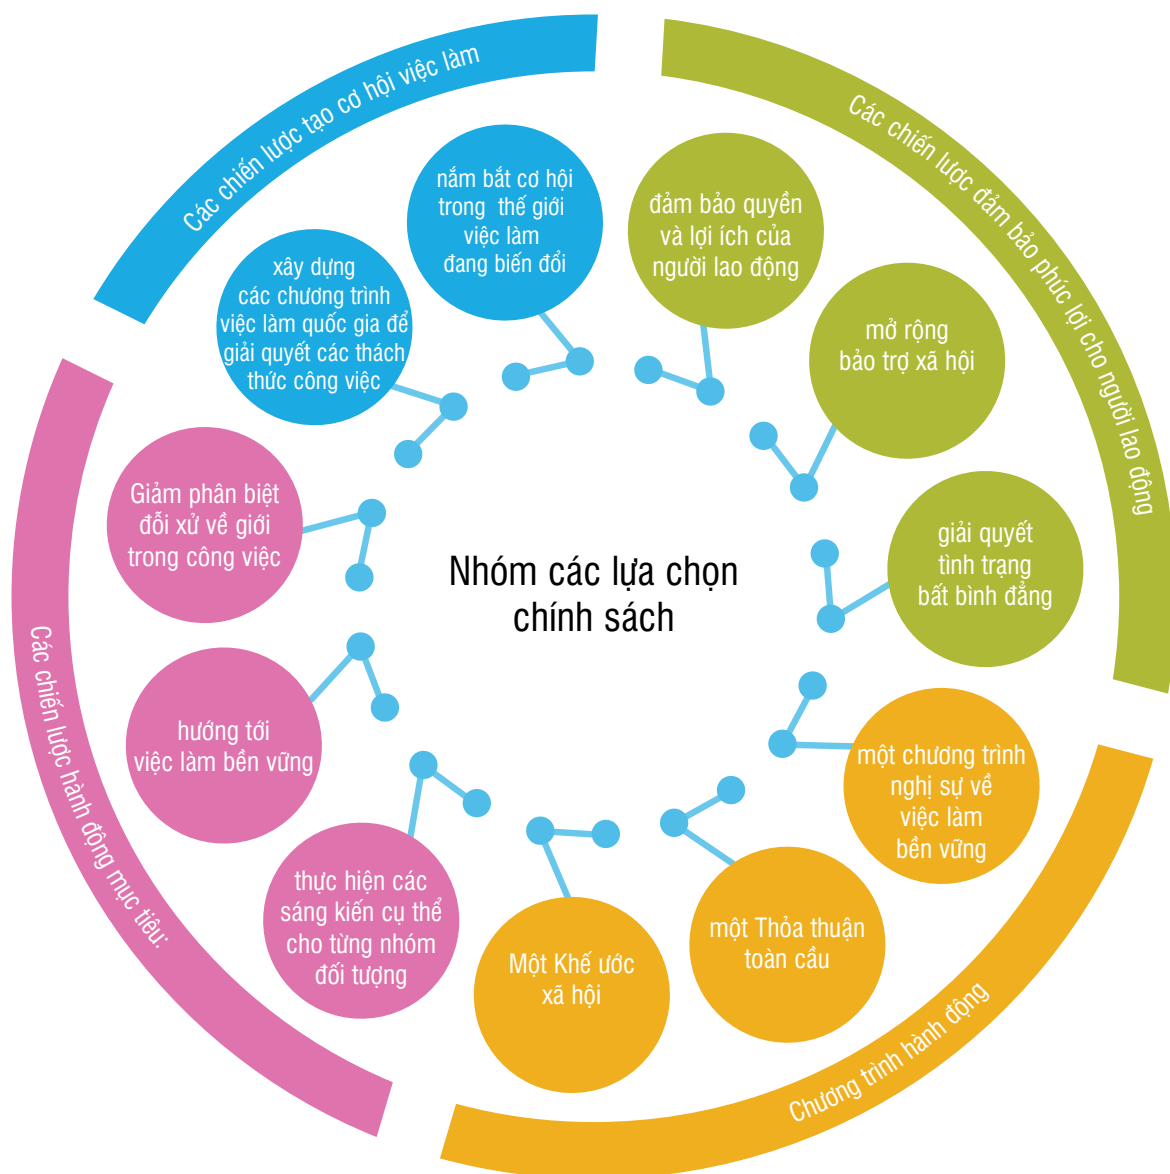 Các chiến lược tạo cơ hội việc làm
nắm bắt cơ hội
trong thế giới
việc làm
đang biến đổi
xây dựng
các chương trình
việc làm quốc gia để
giải quyết các thách
thức công việc
Các chiến lược đảm bảo phúc lợi cho người lao động
đảm bảo quyền
và lợi ích của
người lao động
mở rộng
bảo trợ xã hội
giải quyết
tình trạng
bất bình đẳng
Nhóm các lựa chọn
chính sách
Các chiến lược hành động mục tiêu:
Giảm phân biệt
đỗi xử về giới
trong công việc
hướng tới
việc làm bền vững
thực hiện các
sáng kiến cụ thể
cho từng nhóm
đối tượng
Chương trình hành động
một chương trình
nghị sự về
việc làm
bền vững
một Thỏa thuận
toàn cầu
Một Khế ước
xã hội